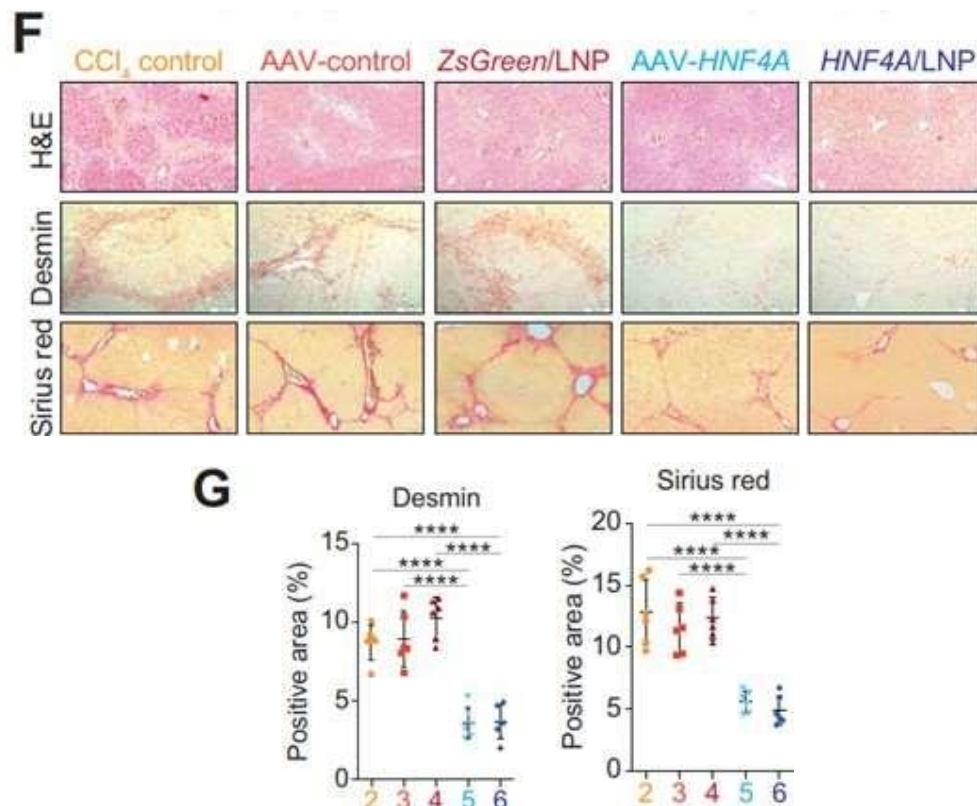 F
CCl4 control AAV-control ZsGreen/LNP AAV-HNF4A HNF4A/LNP
H&E
Desmin
Sirius red
G
Desmin
Positive area (%)
15
10
5
0
****
****
****
****
2 3 4 5 6
Sirius red
Positive area (%)
20
15
10
5
0
****
****
****
****
2 3 4 5 6